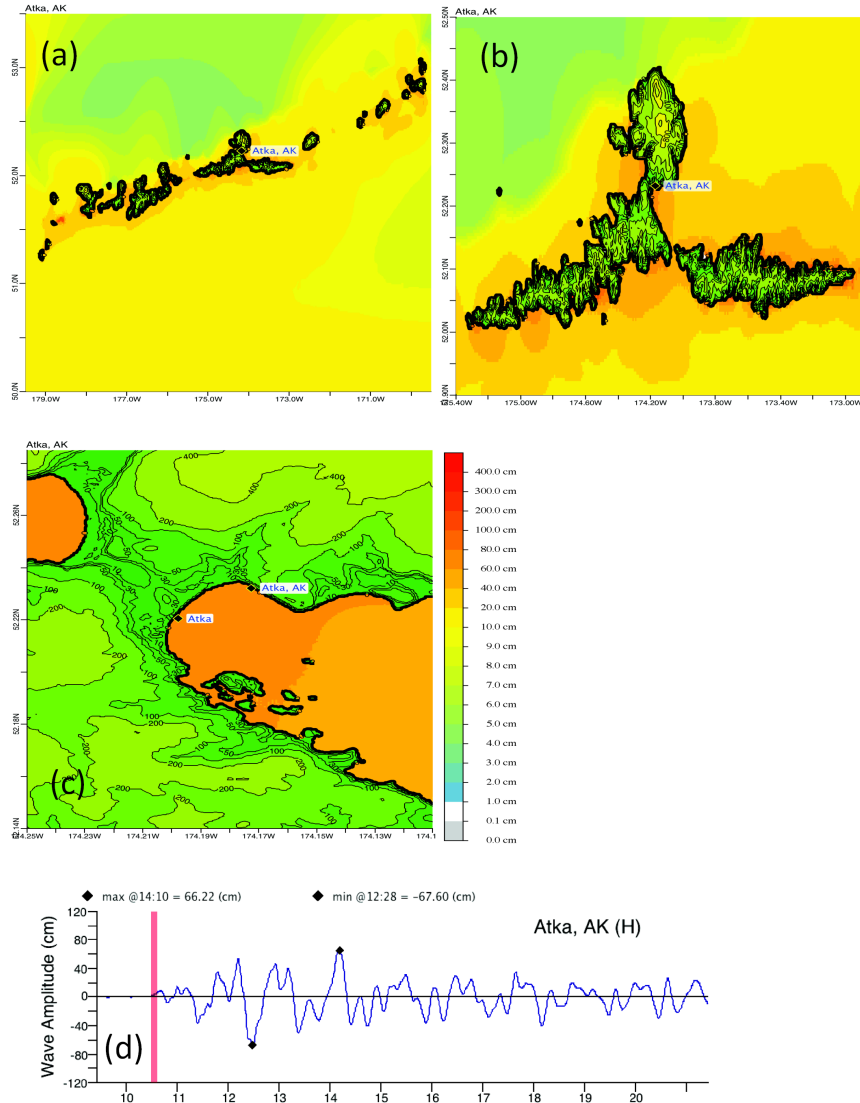 Atka, AK
Atka, AK
(a)
(b)
53.0N
52.0N
51.0N
50.0N
Atka, AK
179.0W
177.0W
175.0W
173.0W
171.0W
52.50N
52.40N
52.30N
52.20N
52.10N
52.00N
Atka, AK
175.00W
174.60W
174.20W
173.80W
173.40W
173.00W
Atka, AK
52.26N
52.22N
52.18N
52.14N
Atka, AK
Atka
(c)
174.25W
174.23W
174.21W
174.19W
174.17W
174.15W
174.13W
400.0 cm
300.0 cm
200.0 cm
100.0 cm
80.0 cm
60.0 cm
40.0 cm
20.0 cm
10.0 cm
9.0 cm
8.0 cm
7.0 cm
6.0 cm
5.0 cm
4.0 cm
3.0 cm
2.0 cm
1.0 cm
0.1 cm
0.0 cm
max @14:10 = 66.22 (cm)
min @12:28 = -67.60 (cm)
Wave Amplitude (cm)
120
80
40
0
-40
-80
-120
Atka, AK (H)
(d)
10 11 12 13 14 15 16 17 18 19 20